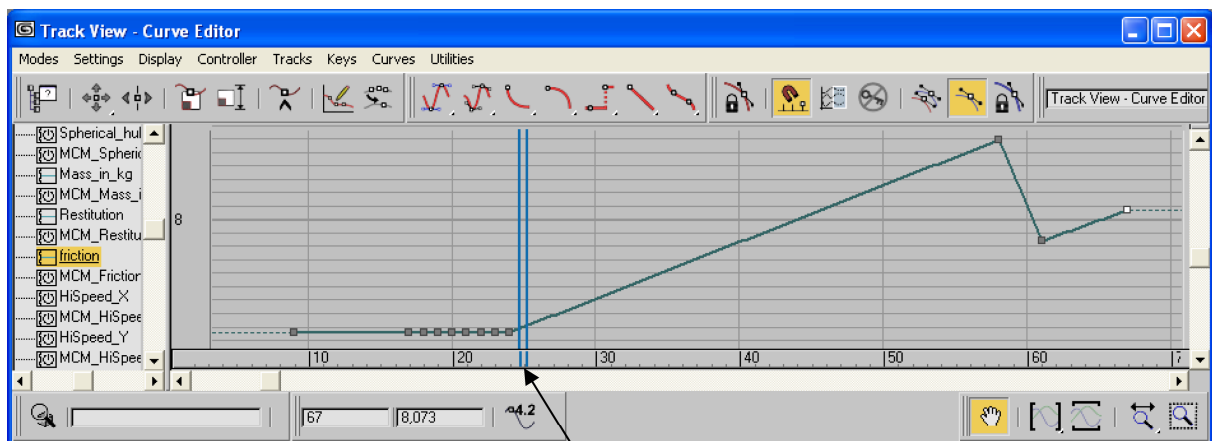 Track View - Curve Editor
Modes Settings Display Controller Tracks Keys Curves Utilities
Track View - Curve Editor
Spherical_hul
MCM_Spheric
Mass_in_kg
MCM_Mass_i
Restitution
MCM_Restitu
friction
MCM_Friction
HiSpeed_X
MCM_HiSpee
HiSpeed_Y
MCM_HiSpee
8
10 20 30 40 50 60 7
67 8,073 4.2